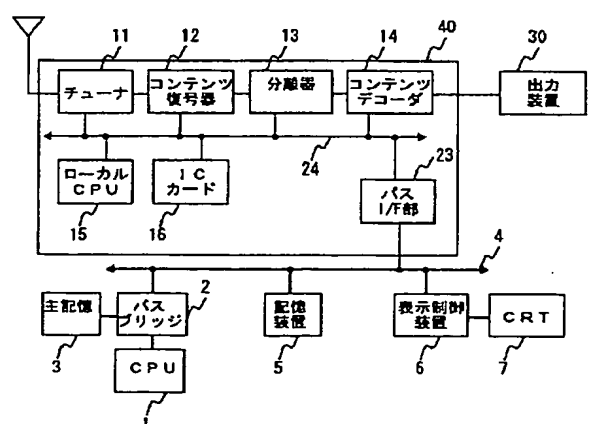 11
12
13
14
40
30
チューナ
コンテンツ
復号器
分離器
コンテンツ
デコーダ
出力
装置
24
23
ローカル
CPU
IC
カード
バス
I/F部
15
16
4
主記憶
バス
ブリッジ
2
記憶
装置
表示制御
装置
CRT
3
CPU
5
6
7
1